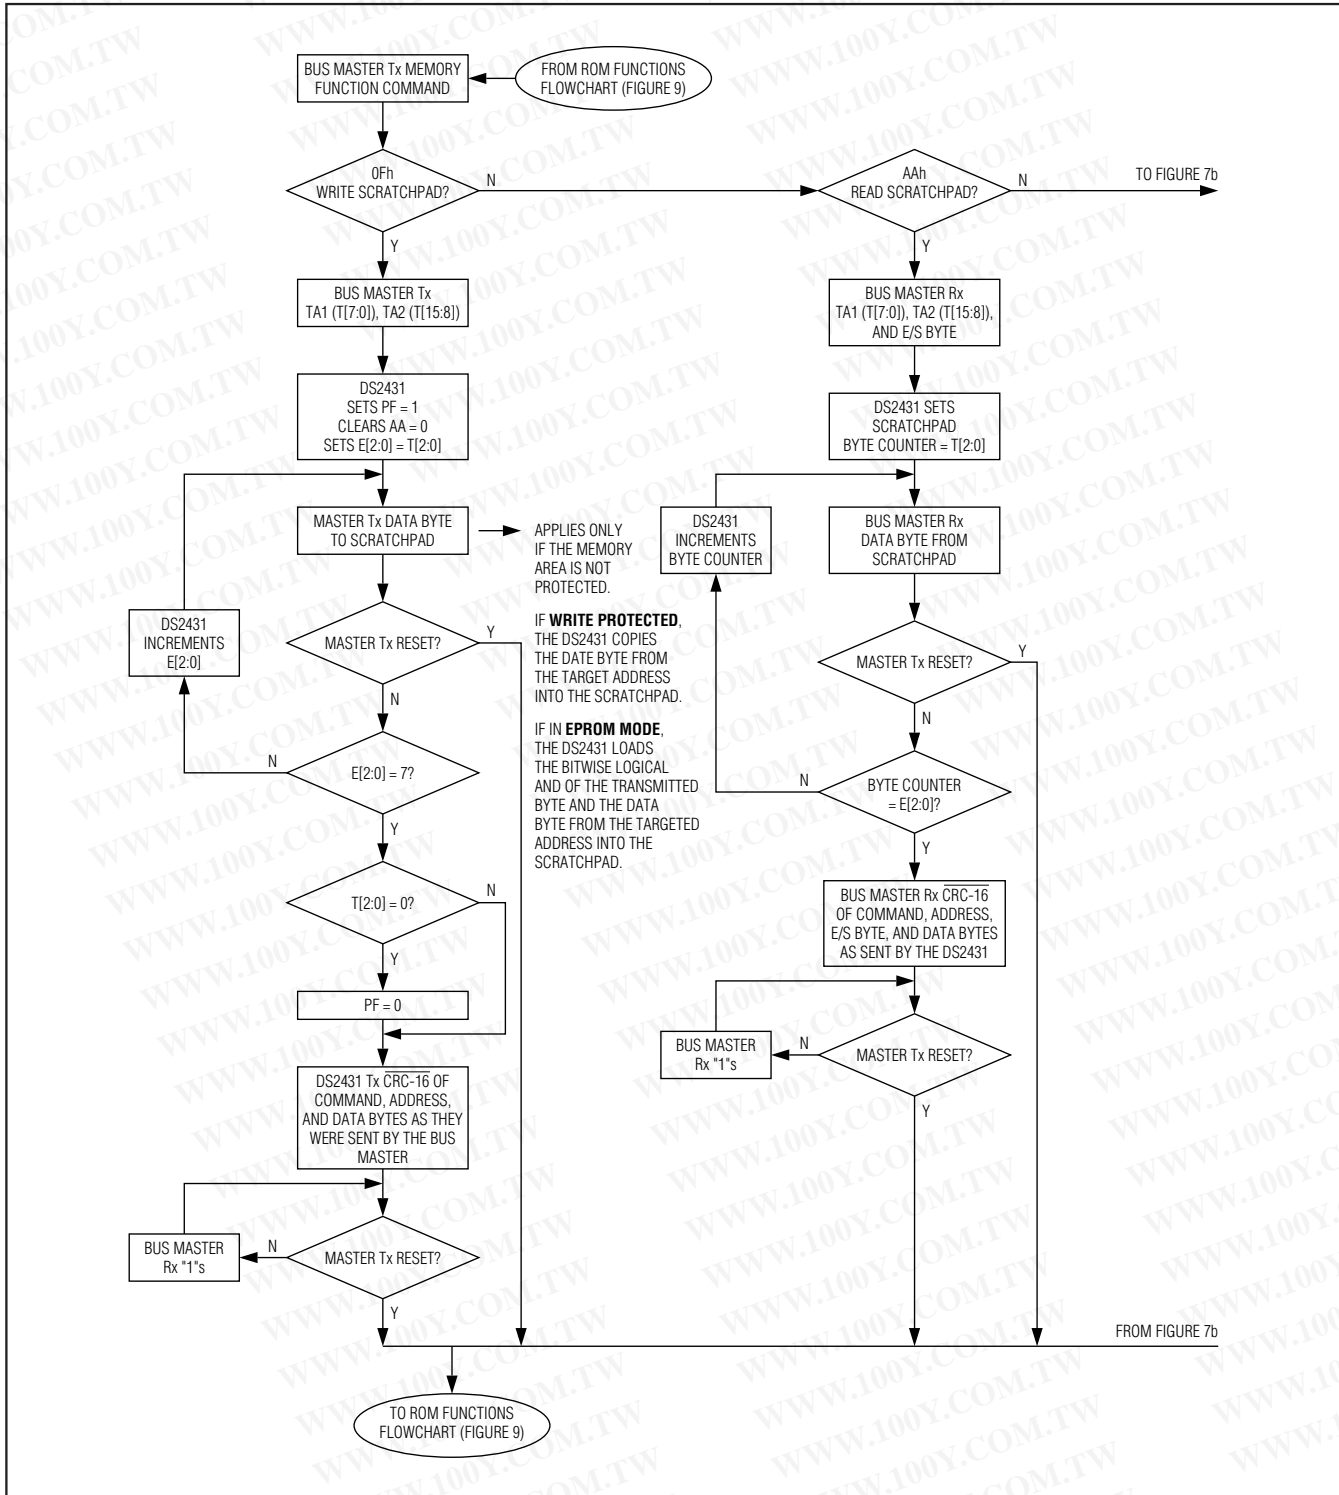 BUS MASTER Tx MEMORY
FUNCTION COMMAND
FROM ROM FUNCTIONS
FLOWCHART (FIGURE 9)
0Fh
WRITE SCRATCHPAD?
N
Y
AAh
READ SCRATCHPAD?
N
TO FIGURE 7b
Y
BUS MASTER Tx
TA1 (T[7:0]), TA2 (T[15:8])
DS2431
SETS PF = 1
CLEARS AA = 0
SETS E[2:0] = T[2:0]
MASTER Tx DATA BYTE
TO SCRATCHPAD
APPLIES ONLY
IF THE MEMORY
AREA IS NOT
PROTECTED.
IF WRITE PROTECTED,
THE DS2431 COPIES
THE DATE BYTE FROM
THE TARGET ADDRESS
INTO THE SCRATCHPAD.
IF IN EPROM MODE,
THE DS2431 LOADS
THE BITWISE LOGICAL
AND OF THE TRANSMITTED
BYTE AND THE DATA
BYTE FROM THE TARGETED
ADDRESS INTO THE
SCRATCHPAD.
DS2431
INCREMENTS
E[2:0]
MASTER Tx RESET?
Y
N
E[2:0] = 7?
N
Y
T[2:0] = 0?
N
Y
PF = 0
DS2431 Tx CRC-16 OF
COMMAND, ADDRESS,
AND DATA BYTES AS THEY
WERE SENT BY THE BUS
MASTER
BUS MASTER
Rx "1"s
N
MASTER Tx RESET?
Y
BUS MASTER Rx
TA1 (T[7:0]), TA2 (T[15:8]),
AND E/S BYTE
DS2431 SETS
SCRATCHPAD
BYTE COUNTER = T[2:0]
DS2431
INCREMENTS
BYTE COUNTER
BUS MASTER Rx
DATA BYTE FROM
SCRATCHPAD
MASTER Tx RESET?
Y
N
BYTE COUNTER
= E[2:0]?
N
Y
BUS MASTER Rx CRC-16
OF COMMAND, ADDRESS,
E/S BYTE, AND DATA BYTES
AS SENT BY THE DS2431
BUS MASTER
Rx "1"s
N
MASTER Tx RESET?
Y
FROM FIGURE 7b
TO ROM FUNCTIONS
FLOWCHART (FIGURE 9)
WWW.100Y.COM.TW